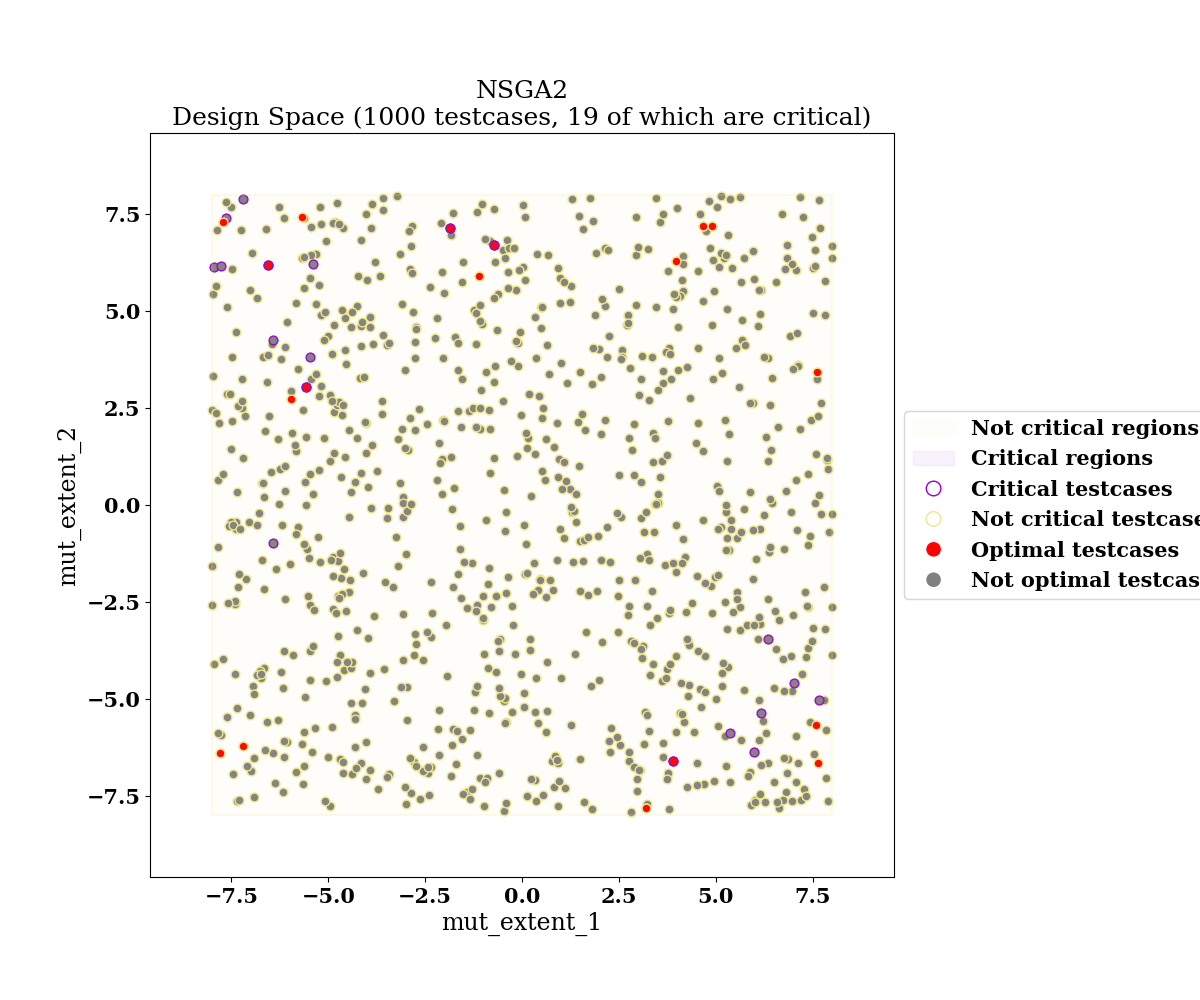 NSGA2
Design Space (1000 testcases, 19 of which are critical)
7.5
5.0
2.5
0.0
−2.5
−5.0
−7.5
mut_extent_2
−7.5 −5.0 −2.5 0.0 2.5 5.0 7.5
mut_extent_1
Not critical regions
Critical regions
Critical testcases
Not critical testcase
Optimal testcases
Not optimal testcas